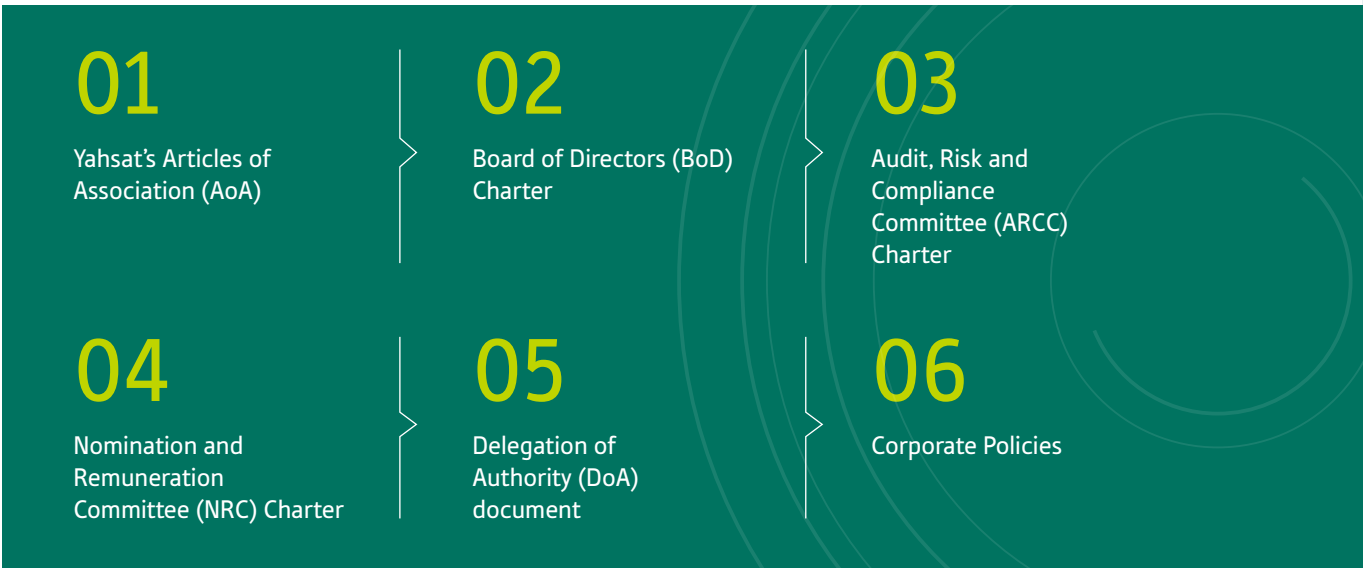 01
Yahsat’s Articles of
Association (AoA)
02
Board of Directors (BoD)
Charter
03
Audit, Risk and
Compliance
Committee (ARCC)
Charter
04
Nomination and
Remuneration
Committee (NRC) Charter
05
Delegation of
Authority (DoA)
document
06
Corporate Policies